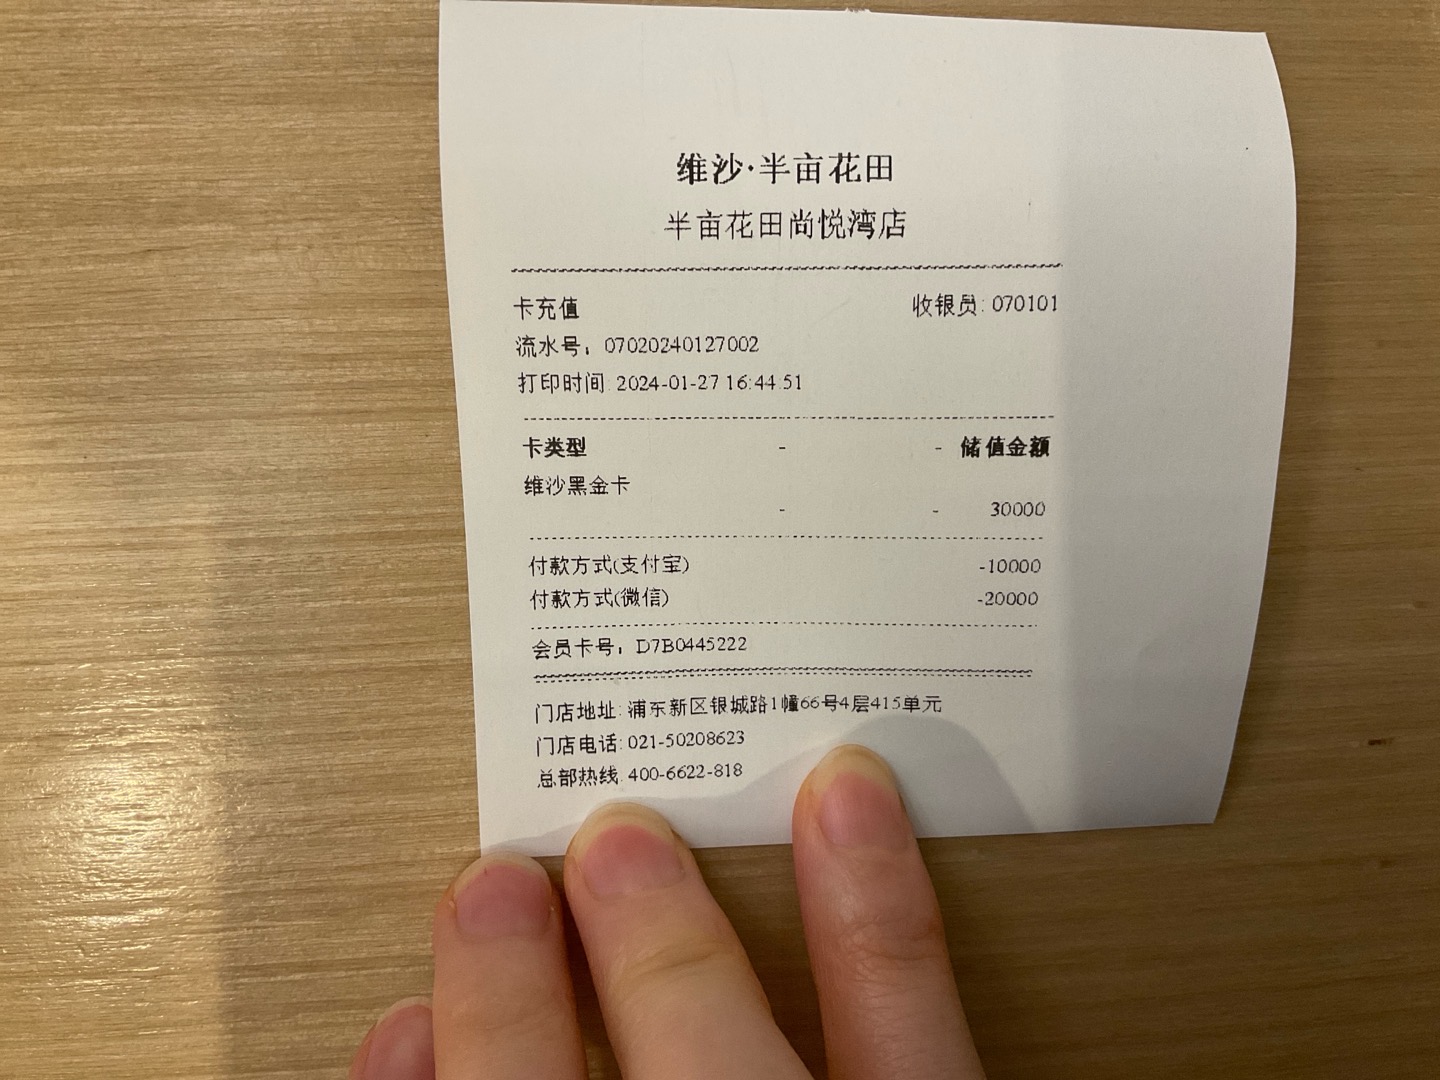 维沙·半亩花田
半亩花田尚悦湾店
卡充值 收银员: 070101
流水号: 07020240127002
打印时间: 2024-01-27 16:44:51
卡类型 - - 储值金额
维沙黑金卡
- - 30000
付款方式(支付宝) -10000
付款方式(微信) -20000
会员卡号: D7B0445222
门店地址: 浦东新区银城路1幢66号4层415单元
门店电话: 021-50208623
总部热线: 400-6622-818